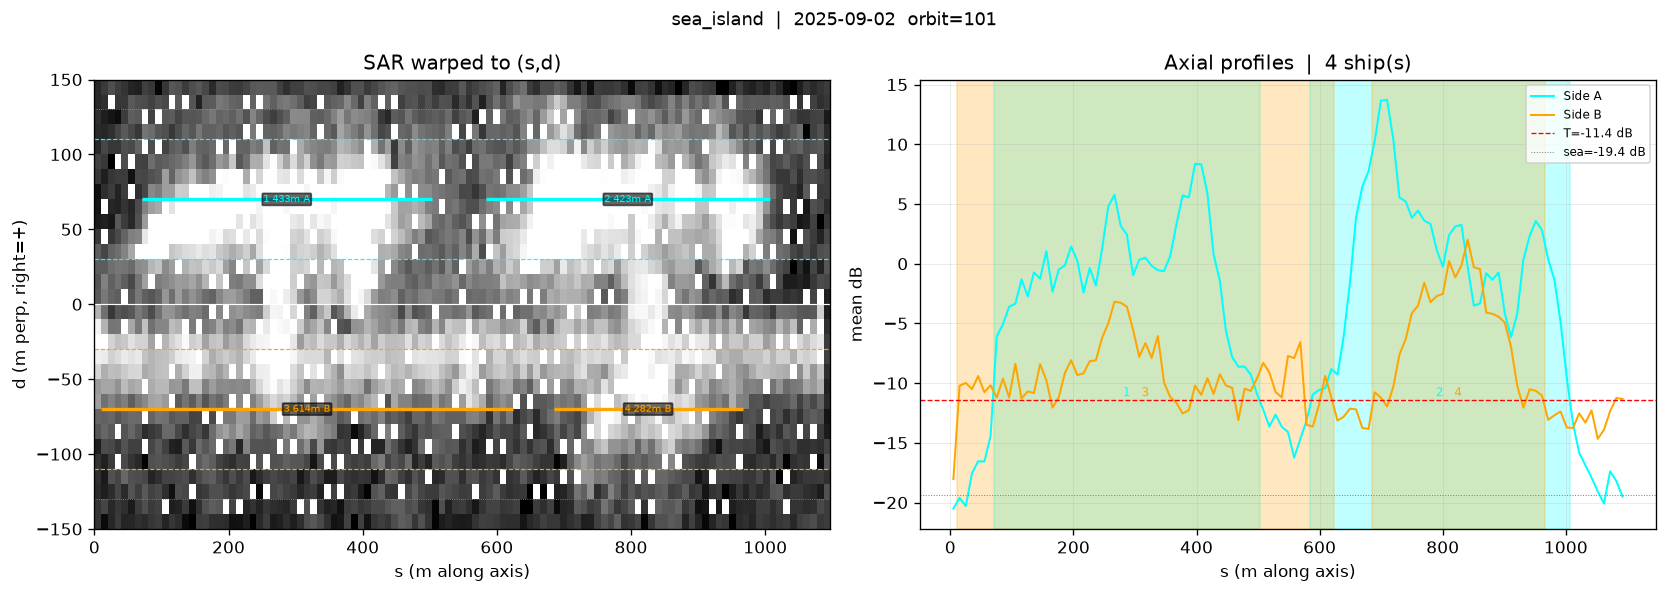 sea_island | 2025-09-02 orbit=101
SAR warped to (s,d)
150
100
50
0
−50
−100
−150
d (m perp, right=+)
1 433m A
2 423m A
3 614m B
4 282m B
0
200
400
600
800
1000
s (m along axis)
Axial profiles | 4 ship(s)
15
10
5
0
−5
−10
−15
−20
mean dB
Side A
Side B
T=-11.4 dB
sea=-19.4 dB
1 3
2 4
0
200
400
600
800
1000
s (m along axis)